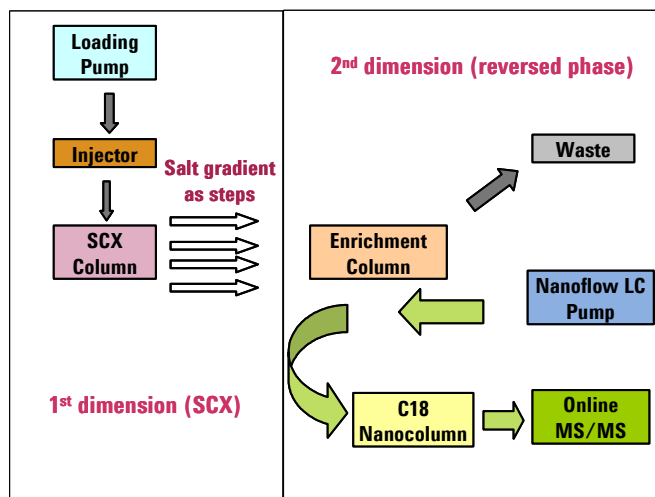 Loading
Pump
Injector
Salt gradient
as steps
SCX
Column
1st dimension (SCX)
2nd dimension (reversed phase)
Waste
Enrichment
Column
Nanoflow LC
Pump
C18
Nanocolumn
Online
MS/MS